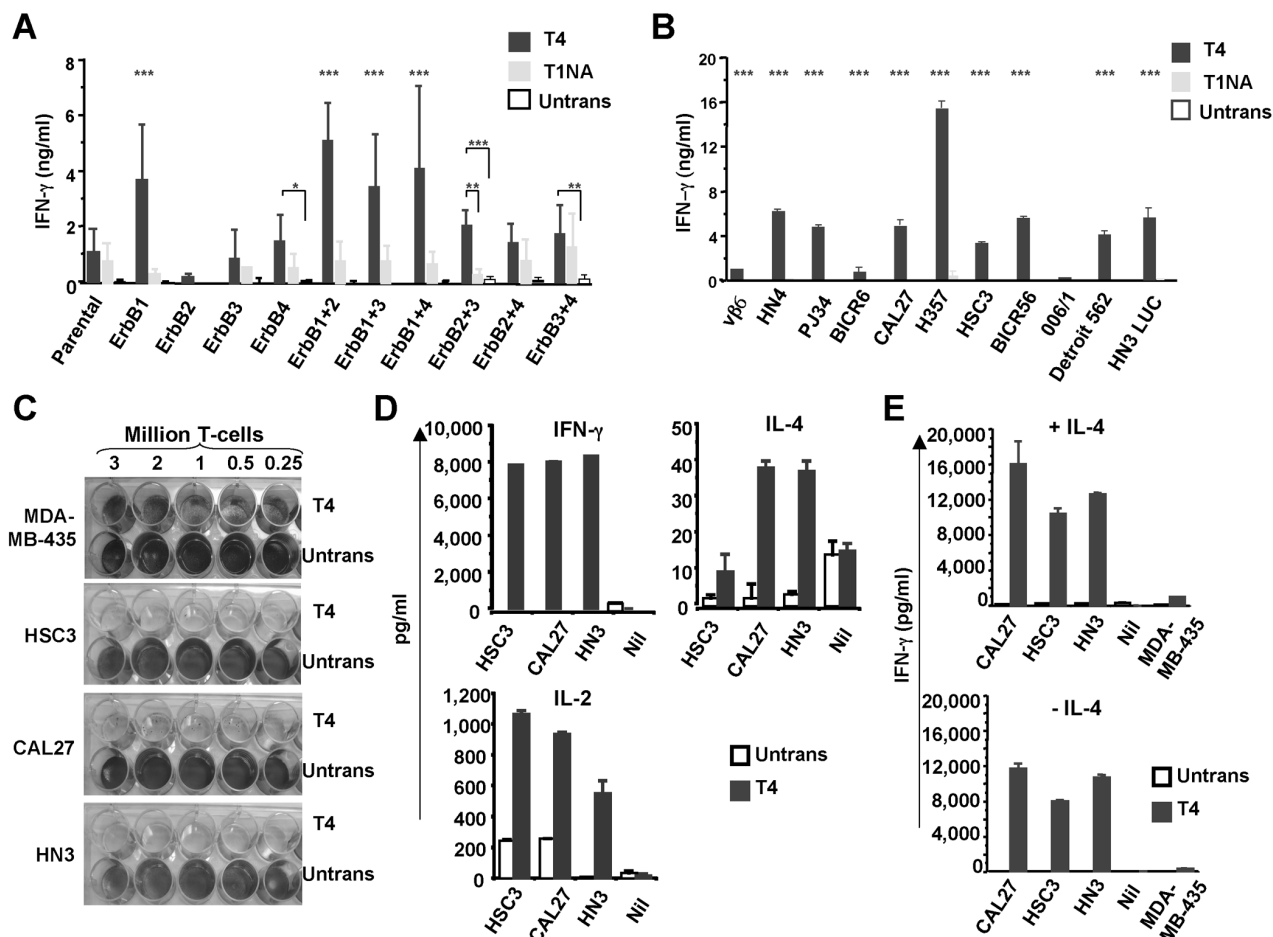 A
T4
T1NA
Untrans
IFN-γ (ng/ml)
8
6
4
2
0
***
*** *** ***
***
*
**
**
Parental
ErbB1
ErbB2
ErbB3
ErbB4
ErbB1+2
ErbB1+3
ErbB1+4
ErbB2+3
ErbB2+4
ErbB3+4
B
T4
T1NA
Untrans
IFN-γ (ng/ml)
20
16
12
8
4
0
*** *** *** *** *** *** *** *** *** ***
vβ6
HN4
PJ34
BICR6
CAL27
H357
HSC3
BICR56
006/1
Detroit 562
HN3 LUC
C
Million T-cells
3 2 1 0.5 0.25
MDA-
MB-435
T4
Untrans
HSC3
T4
Untrans
CAL27
T4
Untrans
HN3
T4
Untrans
D
pg/ml
IFN-γ
10,000
8,000
6,000
4,000
2,000
0
HSC3
CAL27
HN3
Nil
IL-4
50
40
30
20
10
0
HSC3
CAL27
HN3
Nil
IL-2
1,200
1,000
800
600
400
200
0
HSC3
CAL27
HN3
Nil
Untrans
T4
E
IFN-γ (pg/ml)
+ IL-4
20,000
16,000
12,000
8,000
4,000
0
CAL27
HSC3
HN3
Nil
MDA-
MB-435
- IL-4
20,000
16,000
12,000
8,000
4,000
0
CAL27
HSC3
HN3
Nil
MDA-
MB-435
Untrans
T4